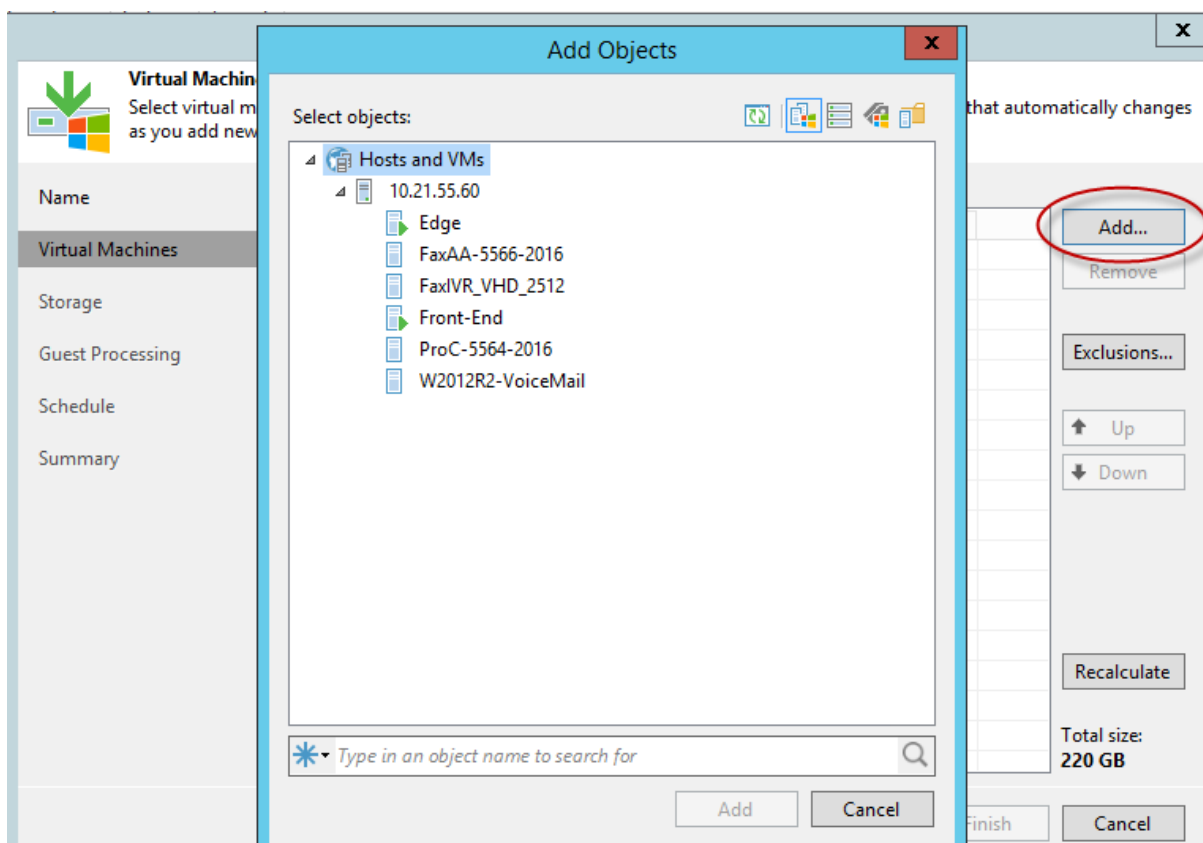 X
Add Objects
x
Virtual Machin
Select virtual m
that automatically changes
as you add new
Select objects:
Name
Virtual Machines
Storage
Guest Processing
Schedule
Summary
Hosts and VMs
10.21.55.60
Edge
FaxAA-5566-2016
FaxIVR_VHD_2512
Front-End
ProC-5564-2016
W2012R2-VoiceMail
Type in an object name to search for
Add
Cancel
Add...
Remove
Exclusions...
Up
Down
Recalculate
Total size:
220 GB
Finish
Cancel